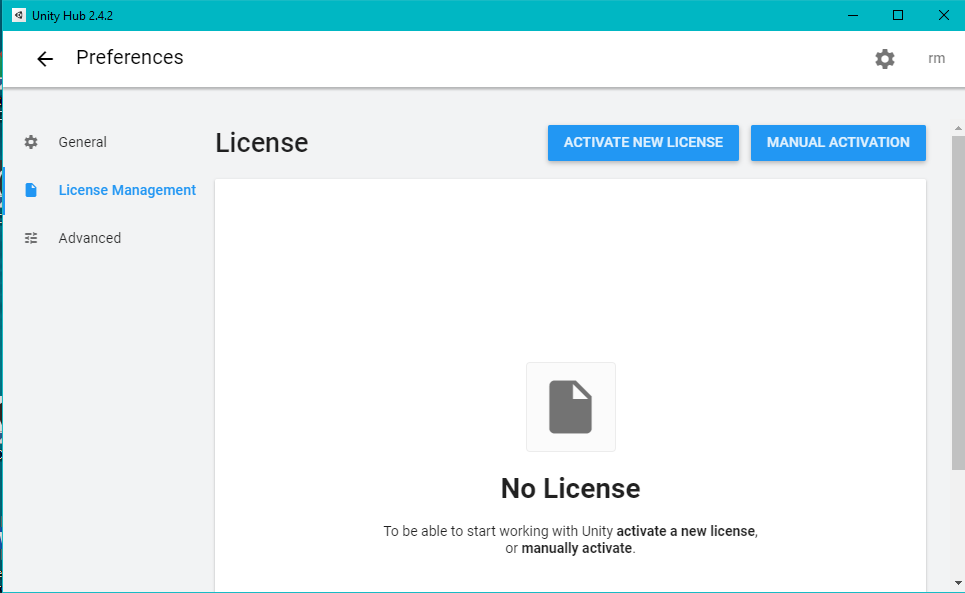 Unity Hub 2.4.2
Preferences
rm
General
License Management
Advanced
License
ACTIVATE NEW LICENSE
MANUAL ACTIVATION
No License
To be able to start working with Unity activate a new license,
or manually activate.